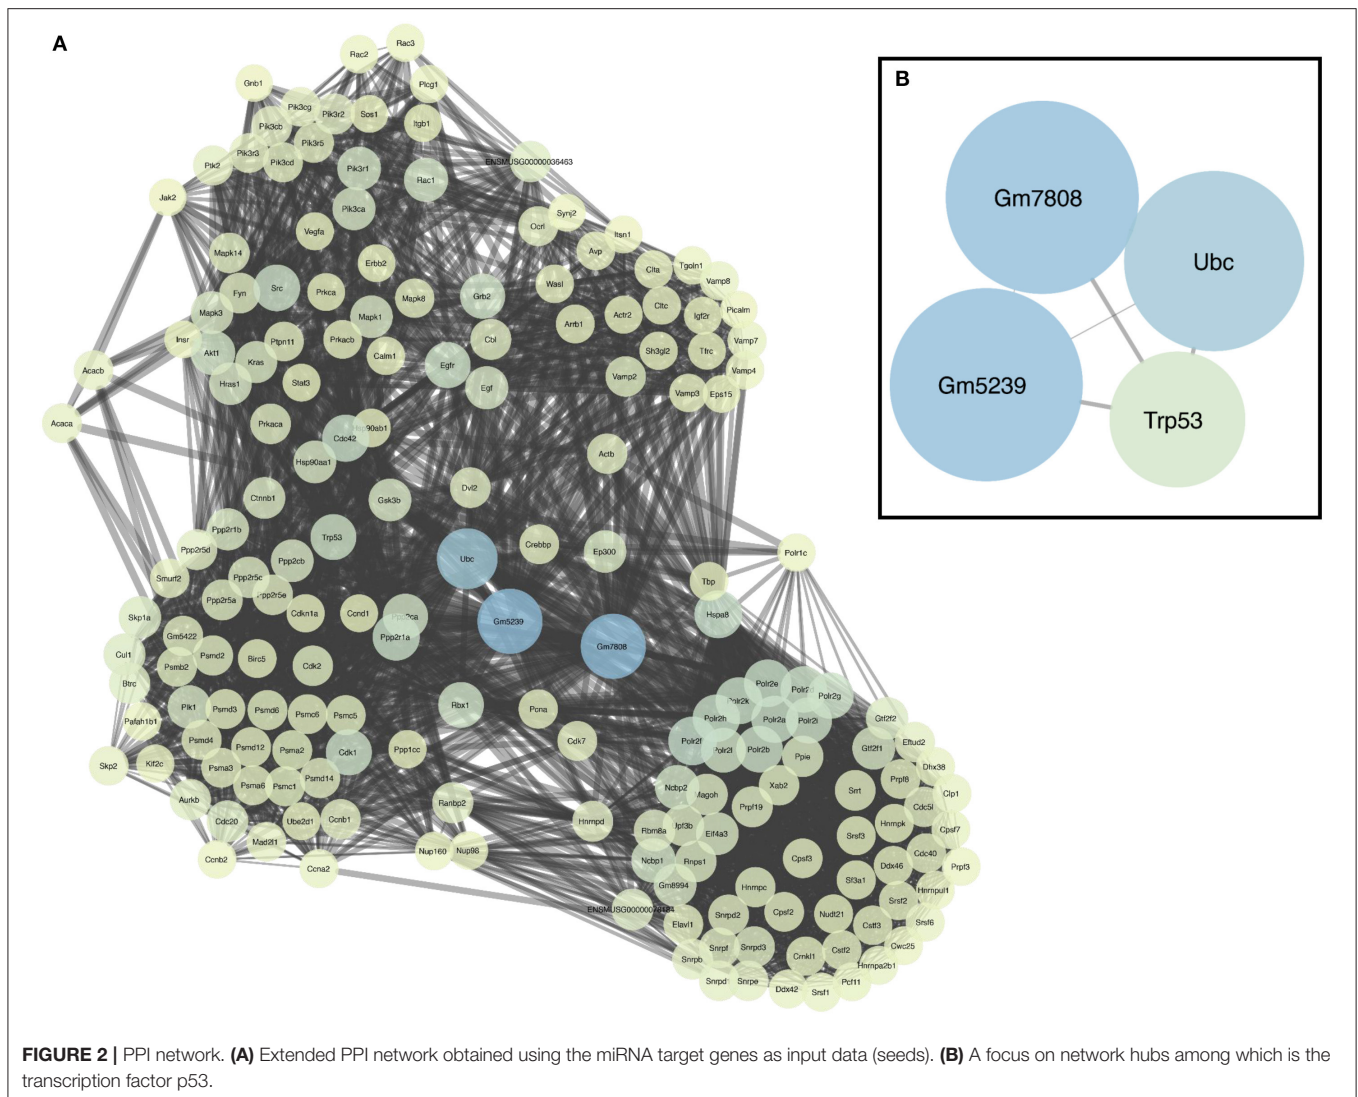 A
B
Rac2
Rac3
Gnb1
Plcg1
Pik3cg
Pik3r2
Sos1
Pik3cb
Itgb1
Pik3r5
Pik3r3
Pik3cd
Ptk2
Pik3r1
Rac1
ENSMUSG00000036463
Jak2
Pik3ca
Vegfa
Synj2
Ocrl
Itsn1
Mapk14
Avp
Erbb2
Clta
Tgoln1
Vamp8
Fyn
Src
Prkca
Mapk8
Grb2
Wasl
Cltc
Picalm
Mapk3
Mapk1
Arrb1
Actr2
Igf2r
Insr
Ptpn11
Prkacb
Cbl
Vamp7
Akt1
Kras
Calm1
Sh3gl2
Tfrc
Acacb
Hras1
Stat3
Egfr
Egf
Vamp2
Vamp4
Vamp3
Eps15
Acaca
Prkaca
Hsp90ab1
Cdc42
Hsp90aa1
Actb
Ctnnb1
Gsk3b
Dvl2
Ppp2r1b
Trp53
Ppp2r5d
Ppp2cb
Ubc
Crebbp
Ep300
Polr1c
Smurf2
Ppp2r5c
Tbp
Ppp2r5a
Ppp2r5e
Cdkn1a
Ccnd1
Ppp2ca
Skp1a
Ppp2r1a
Gm5239
Hspa8
Gm5422
Gm7808
Cul1
Psmb2
Psmd2
Birc5
Cdk2
Btrc
Polr2e
Polr2d
Polr2g
Polr2k
Plk1
Psmd3
Psmd6
Psmc6
Psmc5
Rbx1
Pcna
Polr2h
Polr2a
Polr2i
Pafah1b1
Gtf2f2
Psmd4
Psmd12
Psma2
Cdk1
Ppp1cc
Cdk7
Polr2f
Polr2l
Polr2b
Ppie
Gtf2f1
Eftud2
Skp2
Kif2c
Psma3
Psma6
Psmc1
Psmd14
Dhx38
Aurkb
Ncbp2
Magoh
Xab2
Srrt
Prpf8
Clp1
Ranbp2
Prpf19
Cdc5l
Cdc20
Ube2d1
Ccnb1
Hnrnpd
Rbm8a
Upf3b
Eif4a3
Srsf3
Hnrnpk
Cpsf7
Mad2l1
Nup160
Nup98
Ccnb2
Ccna2
Ncbp1
Rnps1
Cpsf3
Ddx46
Cdc40
Prpf3
Sf3a1
Gm8994
Hnrnpc
Hnrnpul1
Srsf2
ENSMUSG00000078184
Snrpd2
Cpsf2
Nudt21
Elavl1
Cstf3
Srsf6
Snrpf
Snrpd3
Cwc25
Snrpb
Crnkl1
Cstf2
Hnrnpa2b1
Snrpd
Snrpe
Ddx42
Srsf1
Pcf11
Gm7808
Ubc
Gm5239
Trp53
FIGURE 2 | PPI network. (A) Extended PPI network obtained using the miRNA target genes as input data (seeds). (B) A focus on network hubs among which is the
transcription factor p53.